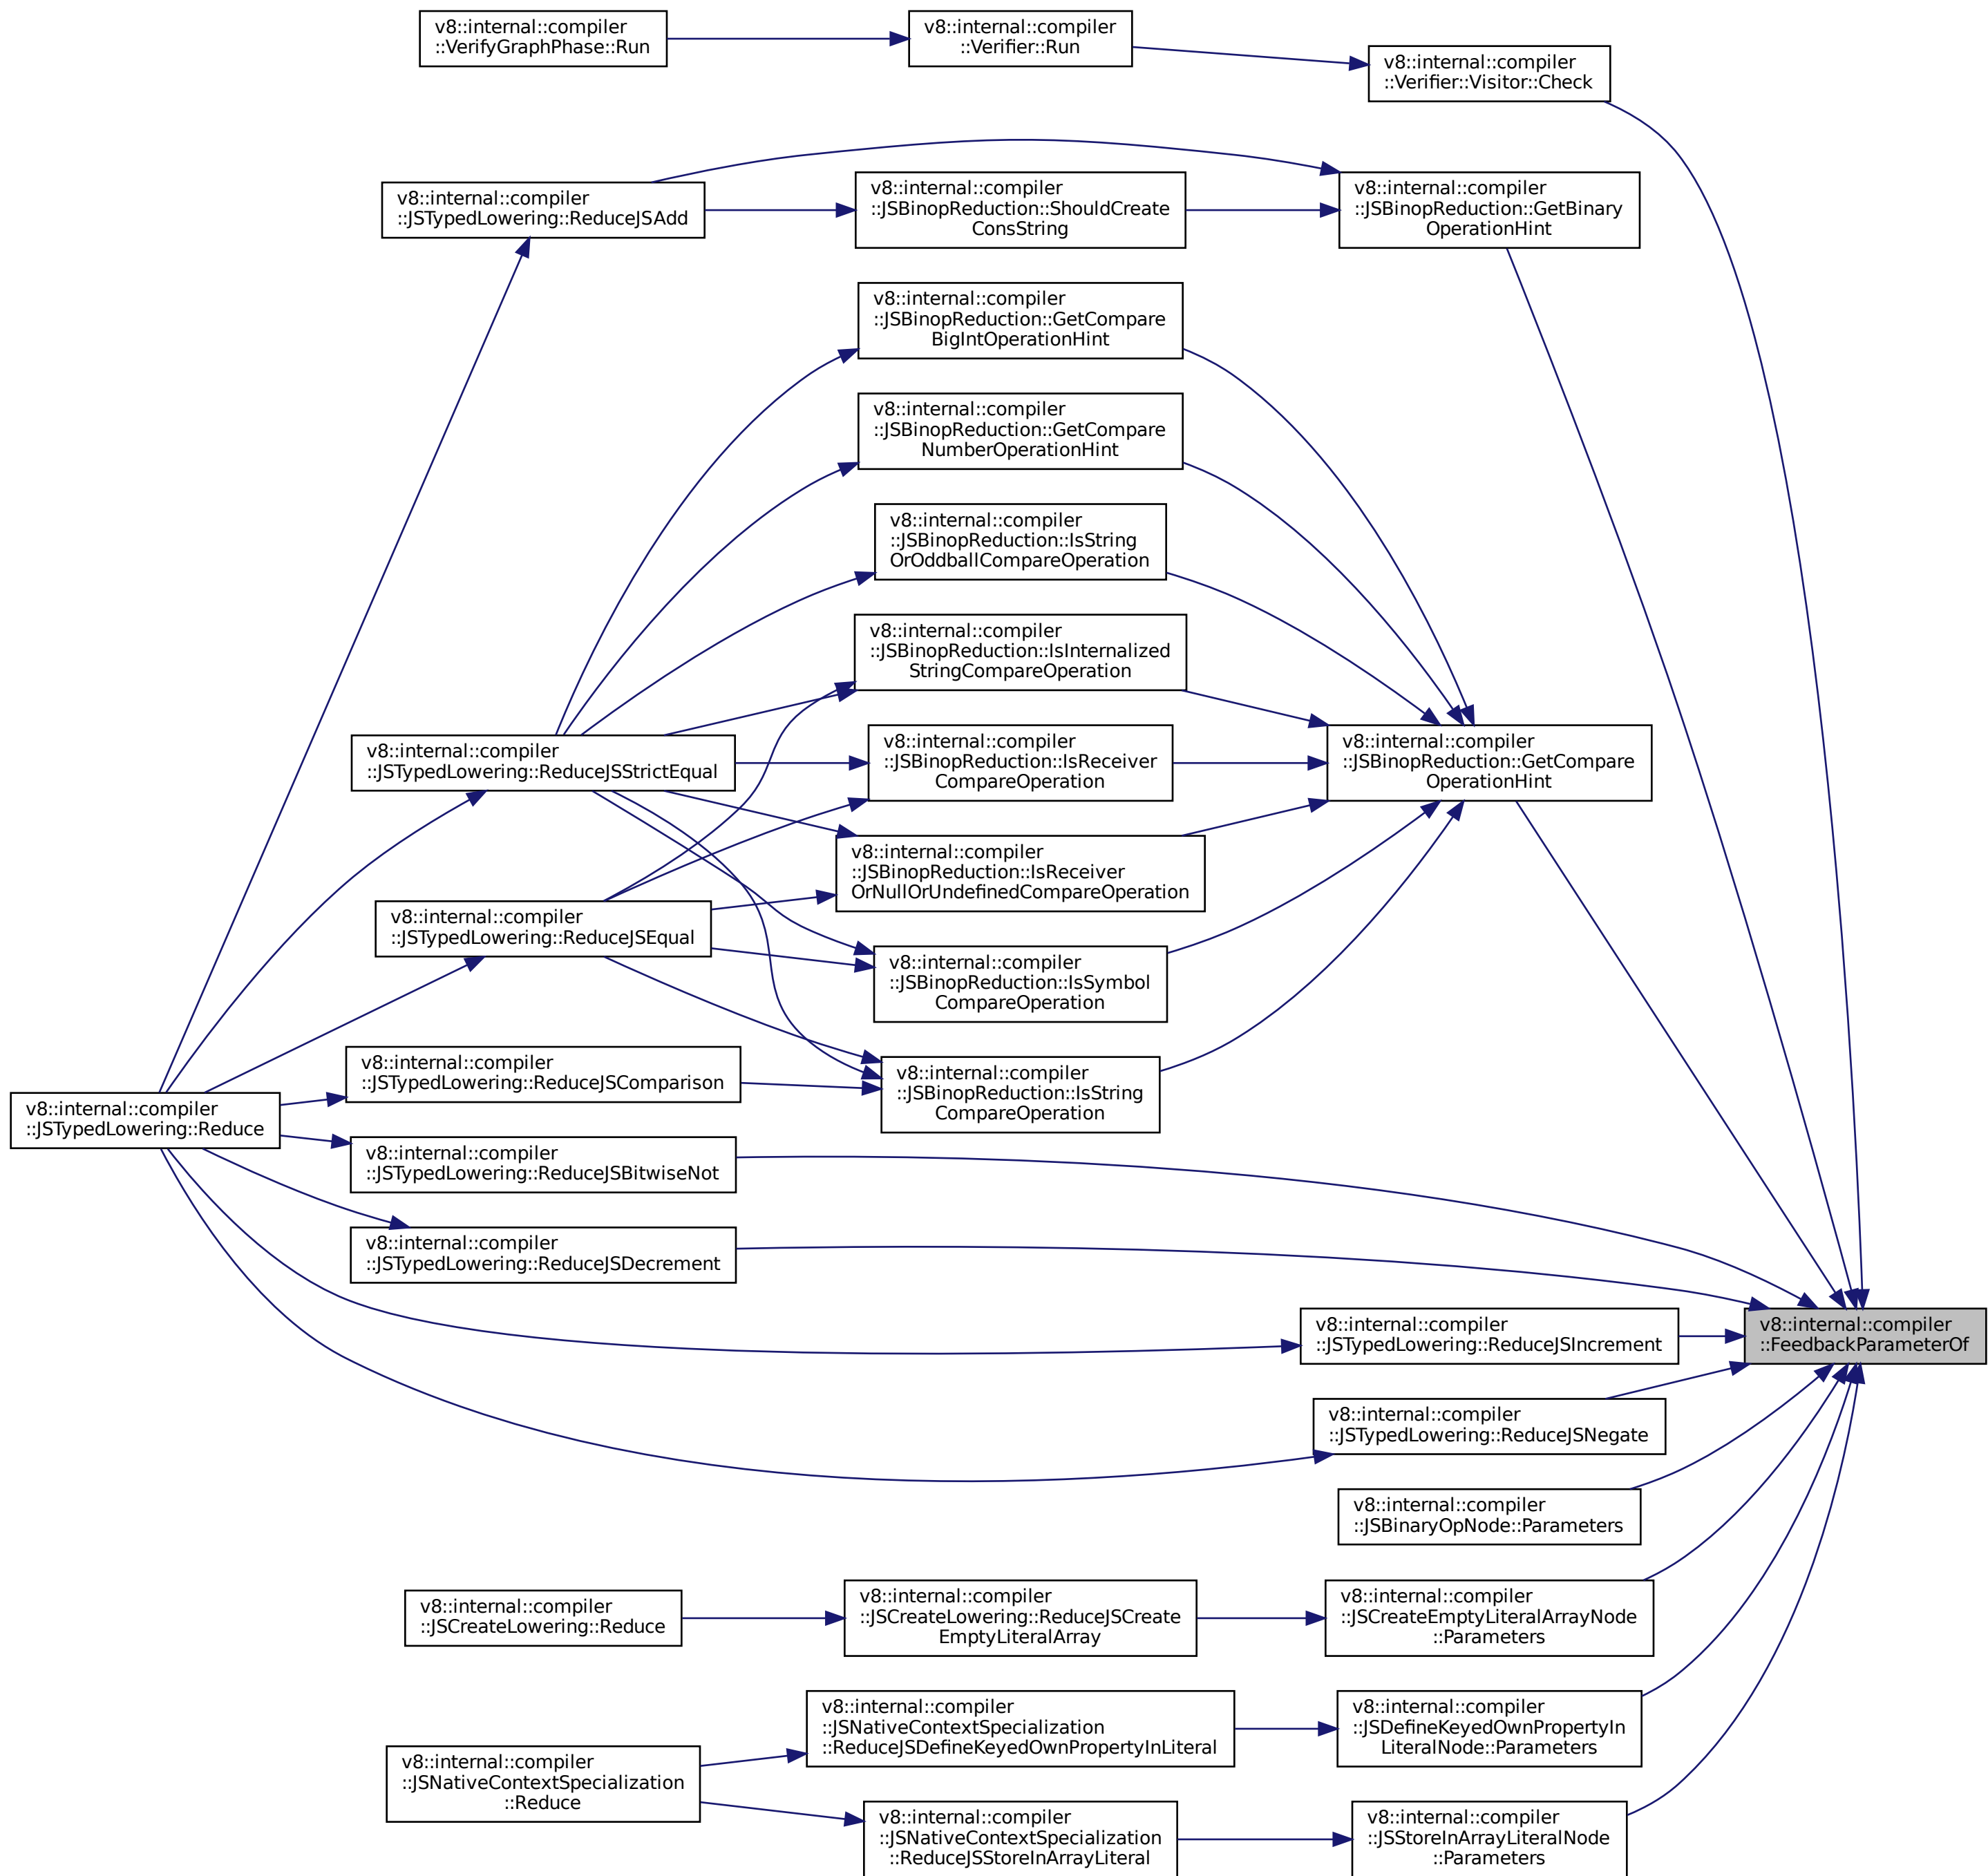 v8::internal::compiler
::VerifyGraphPhase::Run
v8::internal::compiler
::Verifier::Run
v8::internal::compiler
::Verifier::Visitor::Check
v8::internal::compiler
::JSTypedLowering::ReduceJSAdd
v8::internal::compiler
::JSBinopReduction::ShouldCreate
ConsString
v8::internal::compiler
::JSBinopReduction::GetBinary
OperationHint
v8::internal::compiler
::JSBinopReduction::GetCompare
BigIntOperationHint
v8::internal::compiler
::JSBinopReduction::GetCompare
NumberOperationHint
v8::internal::compiler
::JSBinopReduction::IsString
OrOddballCompareOperation
v8::internal::compiler
::JSBinopReduction::IsInternalized
StringCompareOperation
v8::internal::compiler
::JSTypedLowering::ReduceJSStrictEqual
v8::internal::compiler
::JSBinopReduction::IsReceiver
CompareOperation
v8::internal::compiler
::JSBinopReduction::GetCompare
OperationHint
v8::internal::compiler
::JSBinopReduction::IsReceiver
OrNullOrUndefinedCompareOperation
v8::internal::compiler
::JSTypedLowering::ReduceJSEqual
v8::internal::compiler
::JSBinopReduction::IsSymbol
CompareOperation
v8::internal::compiler
::JSTypedLowering::ReduceJSComparison
v8::internal::compiler
::JSBinopReduction::IsString
CompareOperation
v8::internal::compiler
::JSTypedLowering::Reduce
v8::internal::compiler
::JSTypedLowering::ReduceJSBitwiseNot
v8::internal::compiler
::JSTypedLowering::ReduceJSDecrement
v8::internal::compiler
::JSTypedLowering::ReduceJSIncrement
v8::internal::compiler
::FeedbackParameterOf
v8::internal::compiler
::JSTypedLowering::ReduceJSNegate
v8::internal::compiler
::JSBinaryOpNode::Parameters
v8::internal::compiler
::JSCreateLowering::Reduce
v8::internal::compiler
::JSCreateLowering::ReduceJSCreate
EmptyLiteralArray
v8::internal::compiler
::JSCreateEmptyLiteralArrayNode
::Parameters
v8::internal::compiler
::JSNativeContextSpecialization
::ReduceJSDefineKeyedOwnPropertyInLiteral
v8::internal::compiler
::JSDefineKeyedOwnPropertyIn
LiteralNode::Parameters
v8::internal::compiler
::JSNativeContextSpecialization
::Reduce
v8::internal::compiler
::JSNativeContextSpecialization
::ReduceJSStoreInArrayLiteral
v8::internal::compiler
::JSStoreInArrayLiteralNode
::Parameters